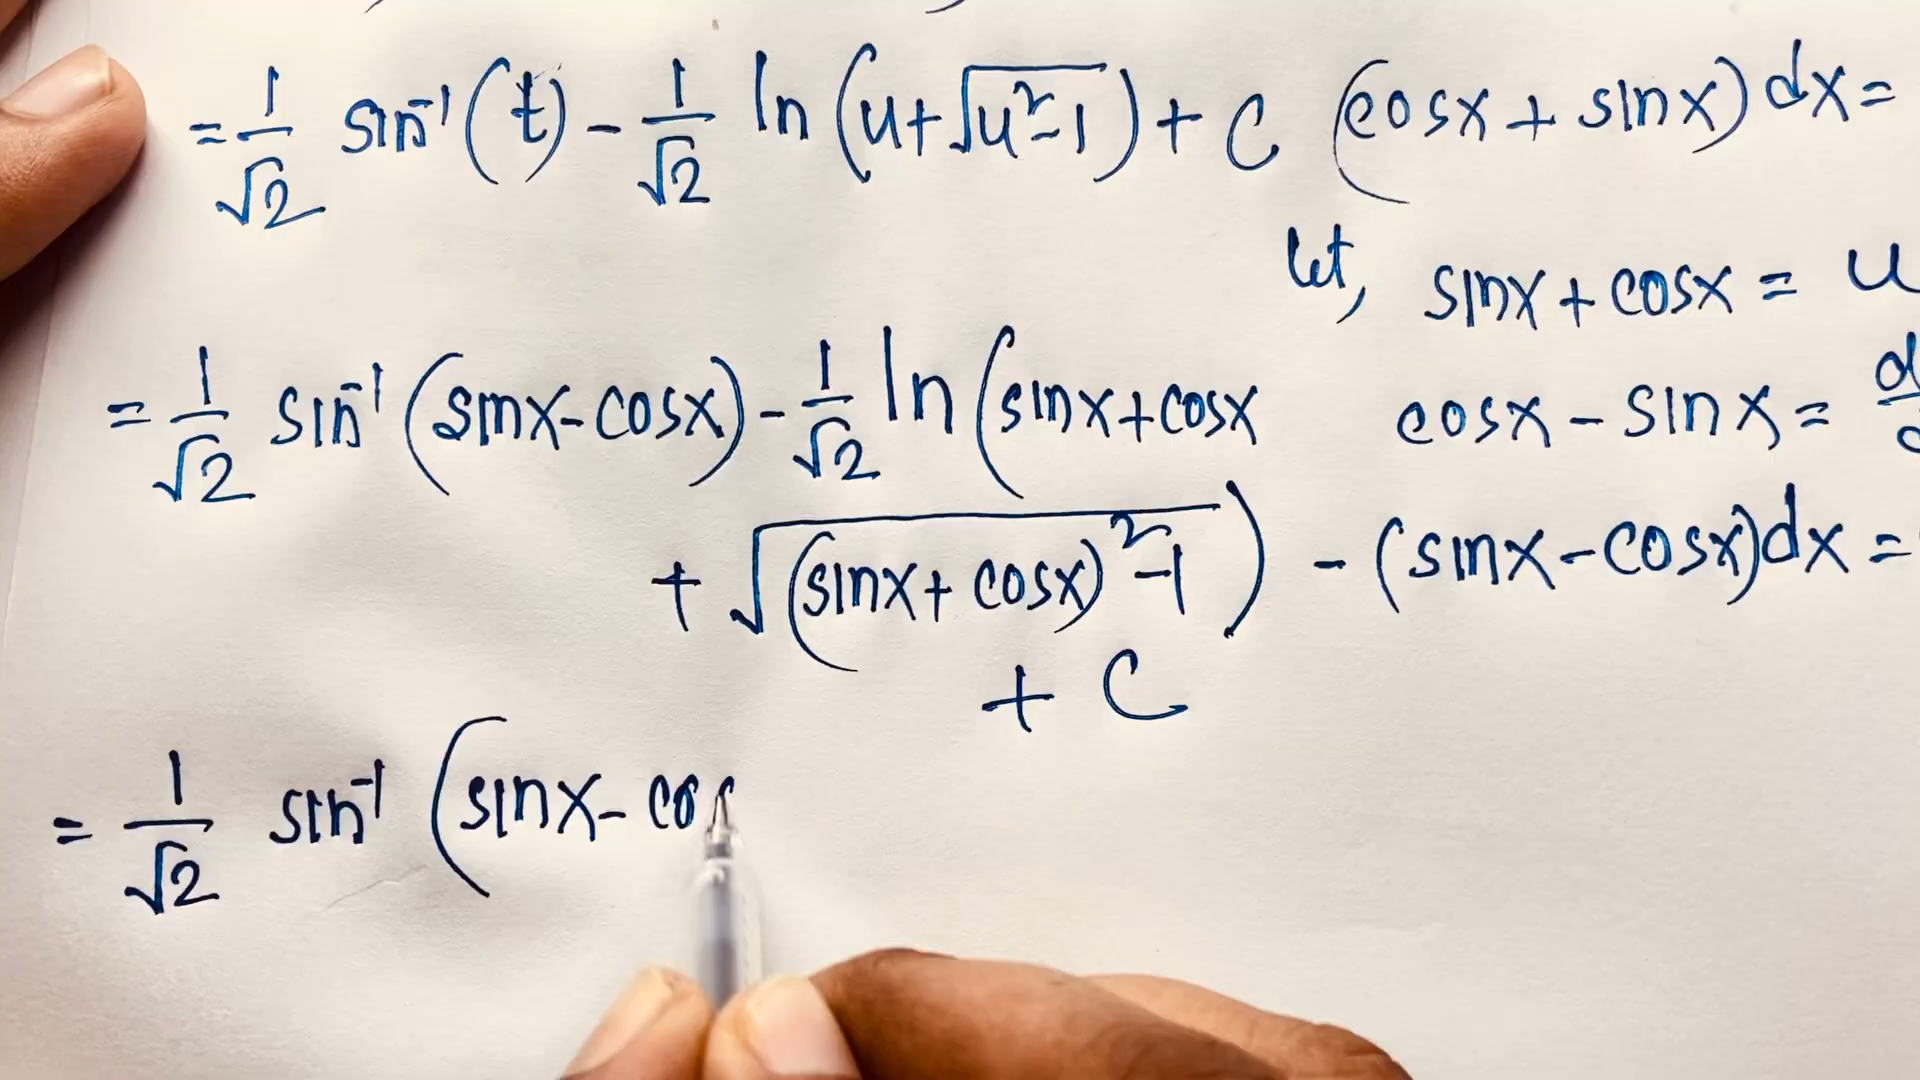 = 1/√2 sin⁻¹(t) - 1/√2 ln(u+√(u²-1)) + C (cosx + sinx) dx =
let, sinx + cosx = u
= 1/√2 sin⁻¹(sinx-cosx) - 1/√2 ln(sinx+cosx
cosx - sinx =
+ √((sinx+cosx)²-1)) - (sinx-cosx)dx =
+ C
= 1/√2 sin⁻¹ (sinx - cos